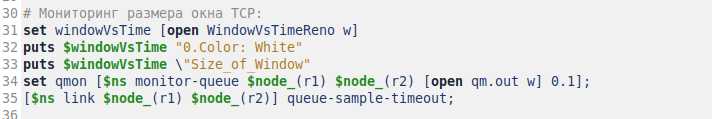 30 # Мониторинг размера окна TCP:
31 set windowVsTime [open WindowVsTimeReno w]
32 puts $windowVsTime "0.Color: White"
33 puts $windowVsTime \"Size_of_Window"
34 set qmon [$ns monitor-queue $node_(r1) $node_(r2) [open qm.out w] 0.1];
35 [$ns link $node_(r1) $node_(r2)] queue-sample-timeout;
36